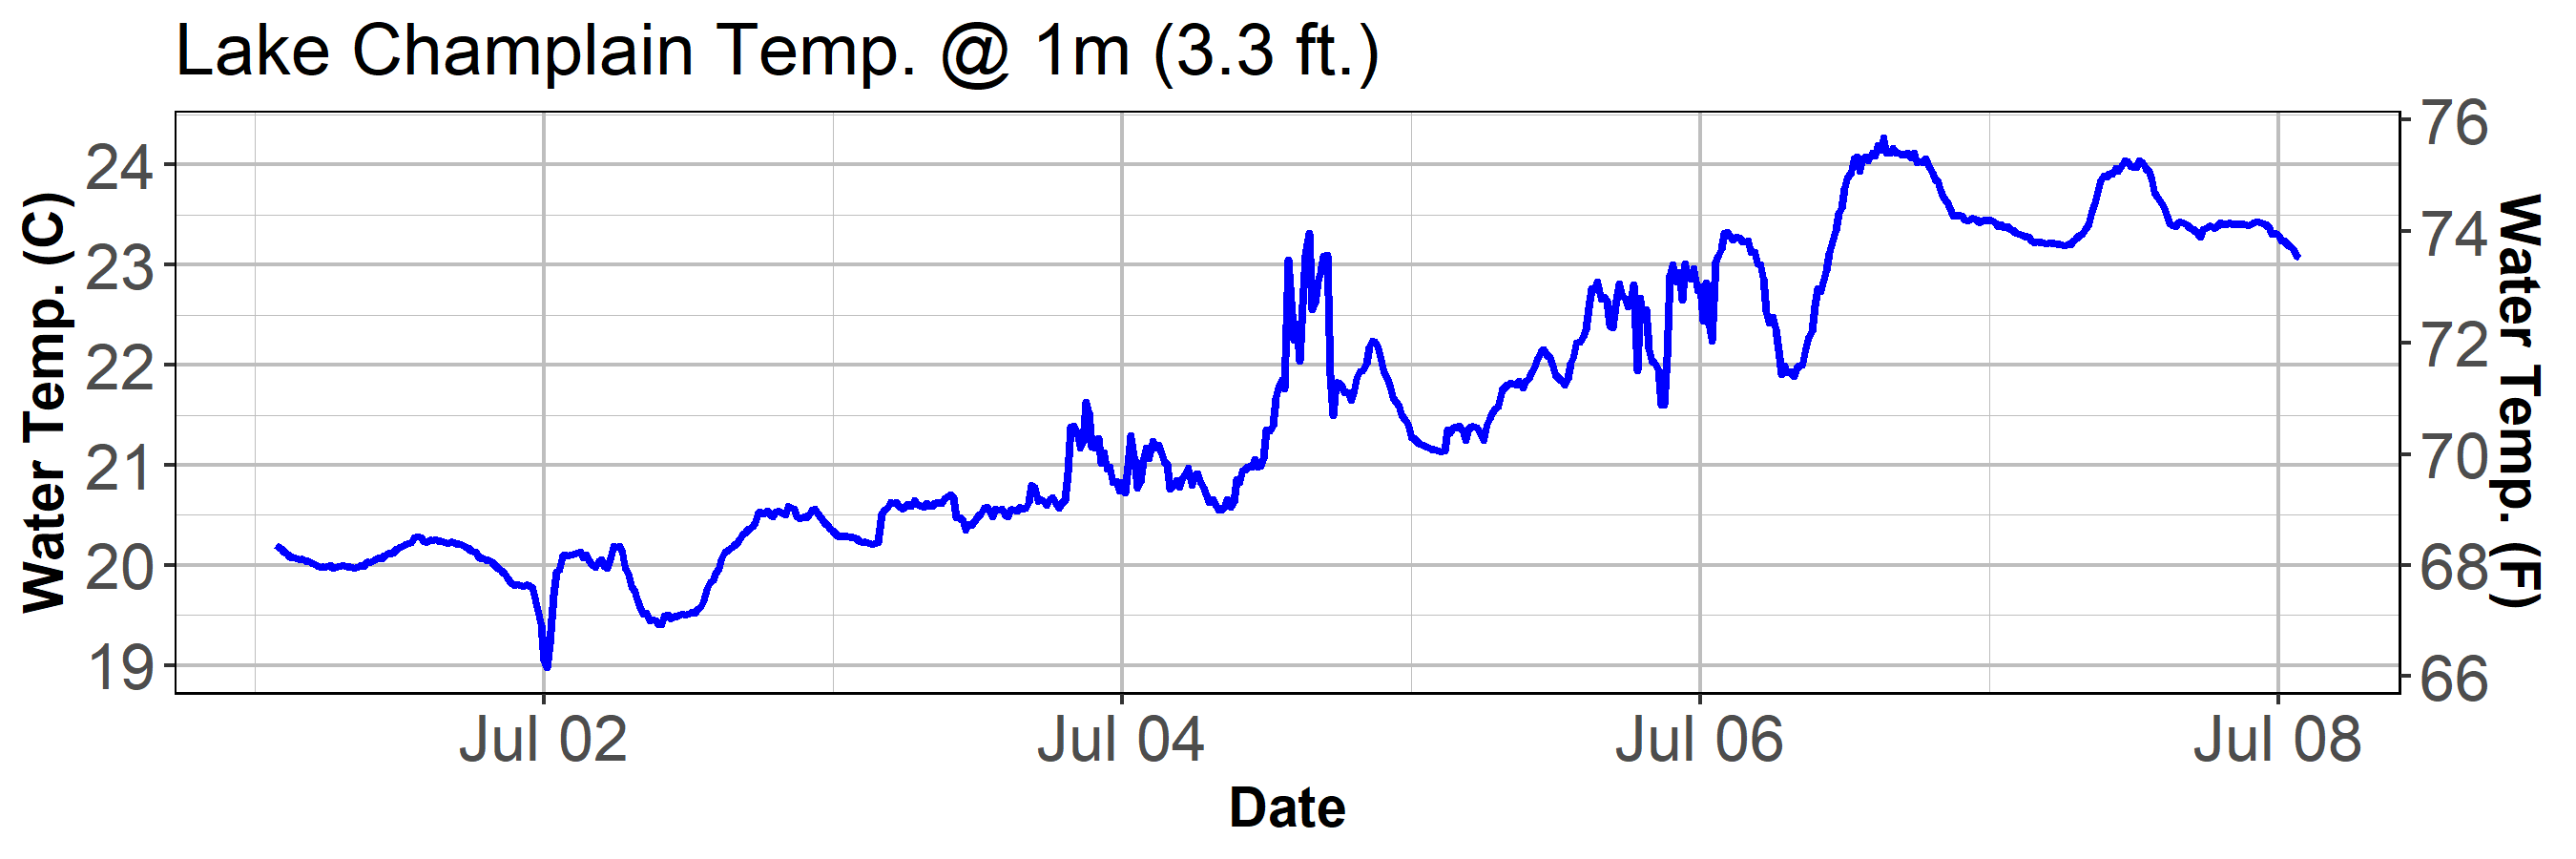 Lake Champlain Temp. @ 1m (3.3 ft.)
Water Temp. (C)
24
23
22
21
20
19
76
74
72
70
68
66
Water Temp. (F)
Jul 02 Jul 04 Jul 06 Jul 08
Date